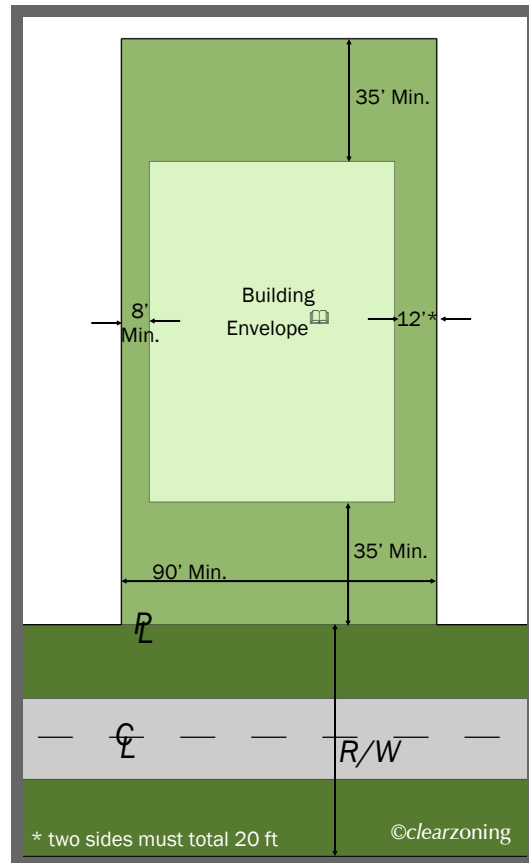 35’ Min.
Building
Envelope
8’
Min.
12’*
35’ Min.
90’ Min.
PL
CL
R/W
* two sides must total 20 ft
©clearzoning